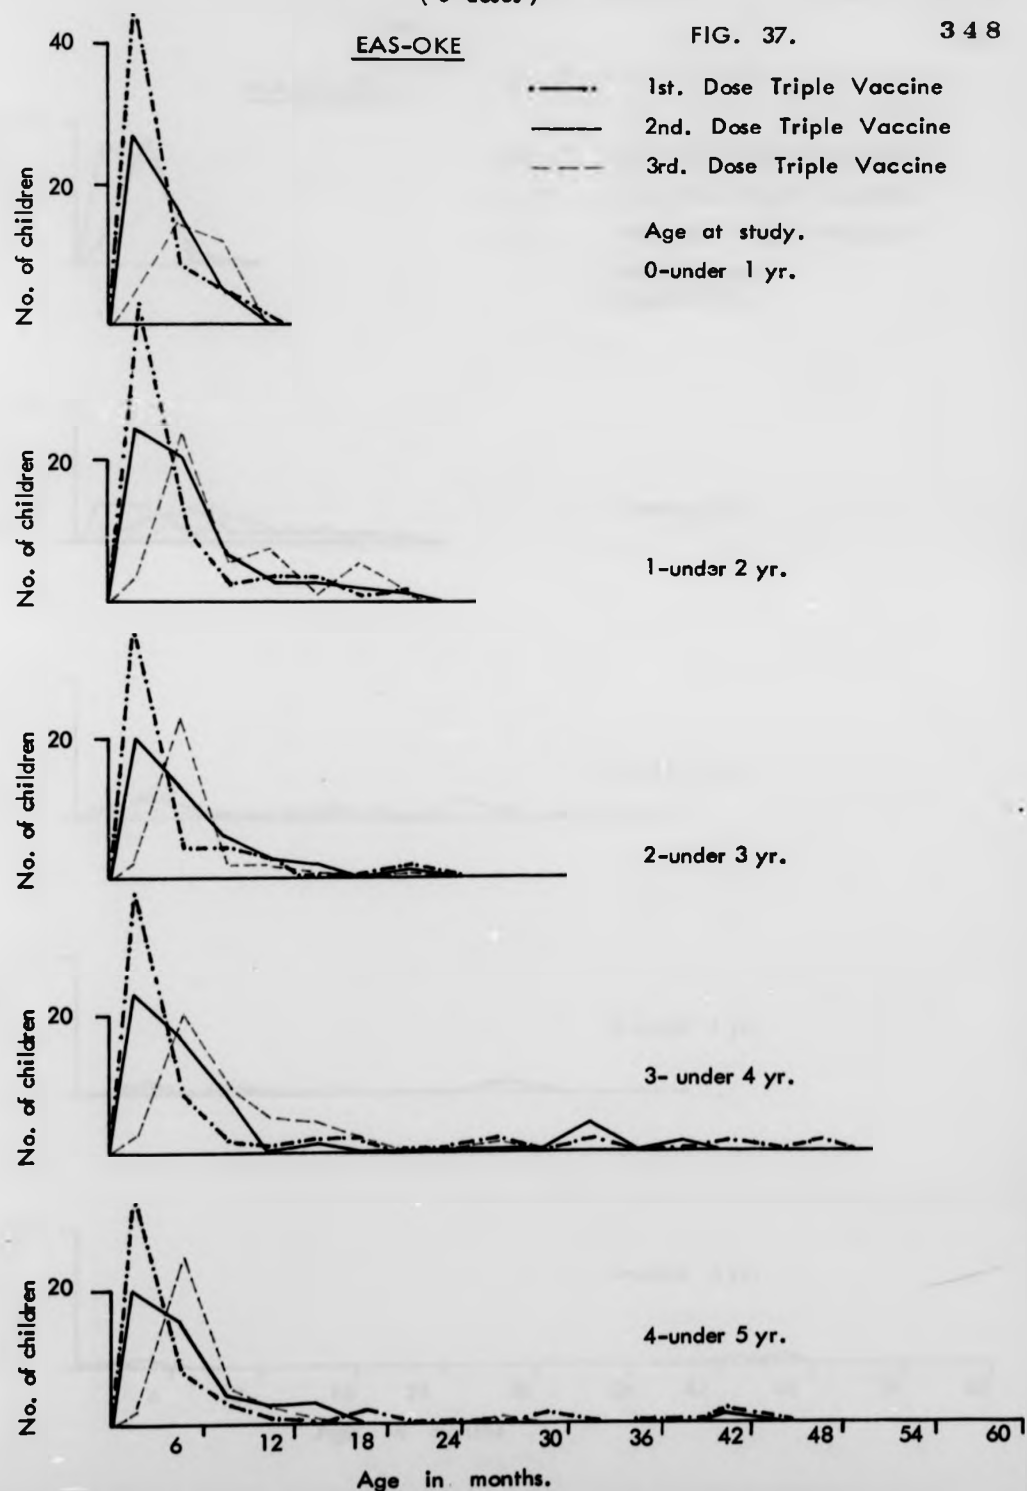 EAS-OKE
FIG. 37.
348
1st. Dose Triple Vaccine
2nd. Dose Triple Vaccine
3rd. Dose Triple Vaccine
Age at study.
0-under 1 yr.
40
20
No. of children
20
No. of children
1-under 2 yr.
20
No. of children
2-under 3 yr.
20
No. of children
3- under 4 yr.
20
No. of children
4-under 5 yr.
6 12 18 24 30 36 42 48 54 60
Age in months.